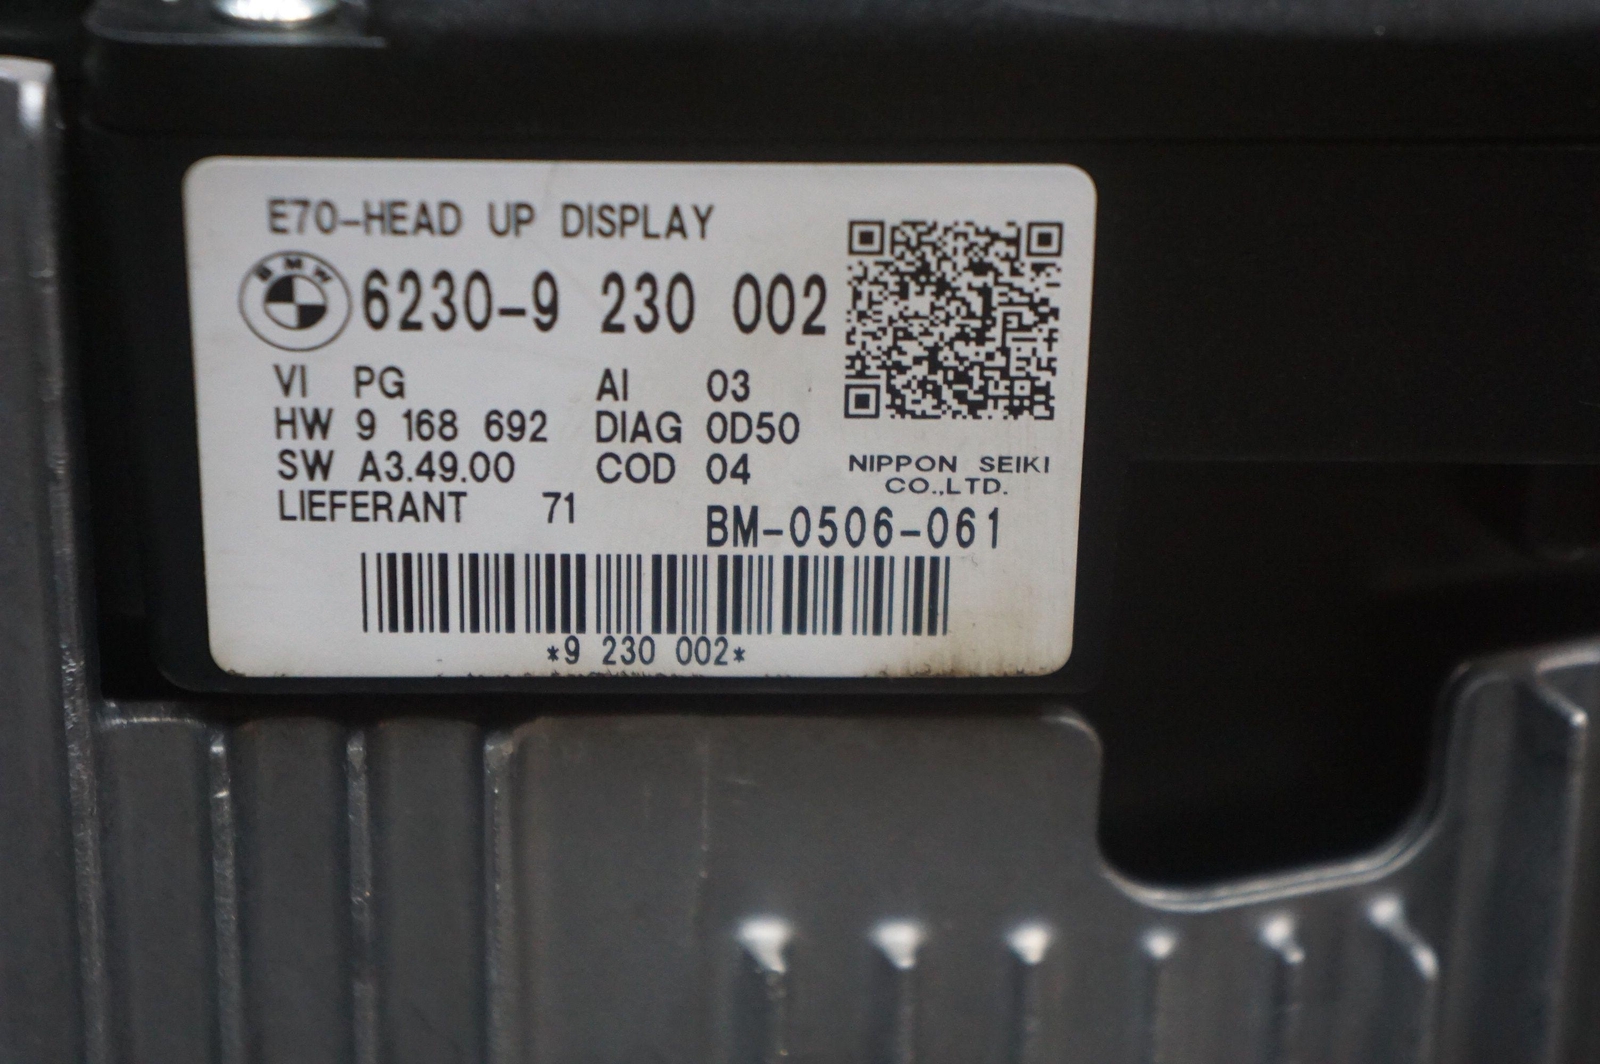 E70-HEAD UP DISPLAY
BMW
6230-9 230 002
VI PG AI 03
HW 9 168 692 DIAG 0D50
SW A3.49.00 COD 04
NIPPON SEIKI
CO.,LTD.
LIEFERANT 71
BM-0506-061
*9 230 002*